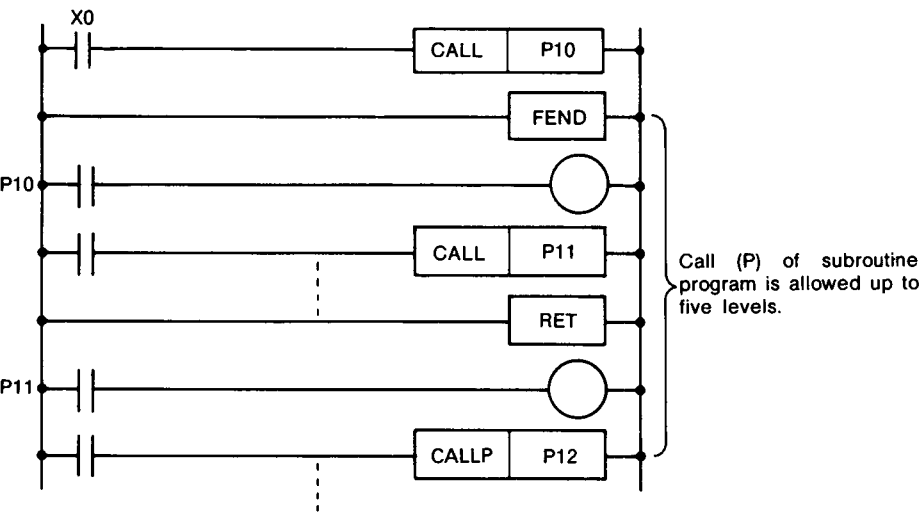 X0
CALL P10
FEND
P10
CALL P11
Call (P) of subroutine
program is allowed up to
five levels.
RET
P11
CALLP P12